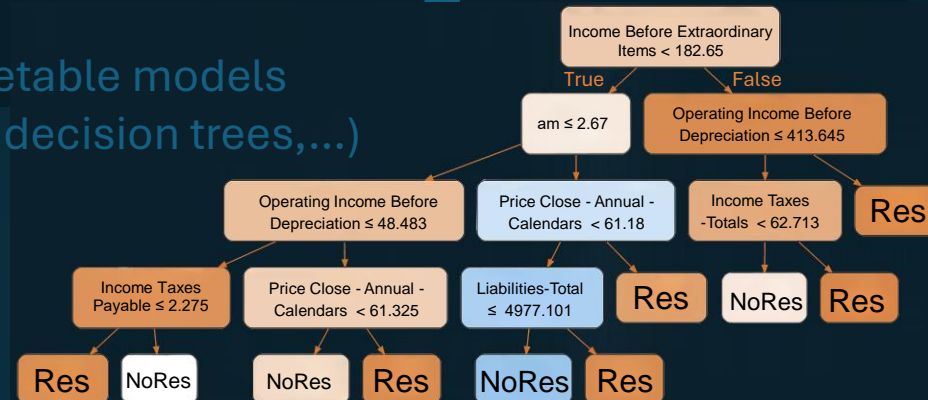 Income Before Extraordinary
Items < 182.65
etable models
True
False
am ≤ 2.67
Operating Income Before
Depreciation ≤ 413.645
decision trees,...)
Operating Income Before
Depreciation ≤ 48.483
Price Close - Annual -
Calendars < 61.18
Income Taxes
-Totals < 62.713
Res
Income Taxes
Payable ≤ 2.275
Price Close - Annual -
Calendars < 61.325
Liabilities-Total
≤ 4977.101
Res
NoRes
Res
Res
NoRes
NoRes
Res
NoRes
Res